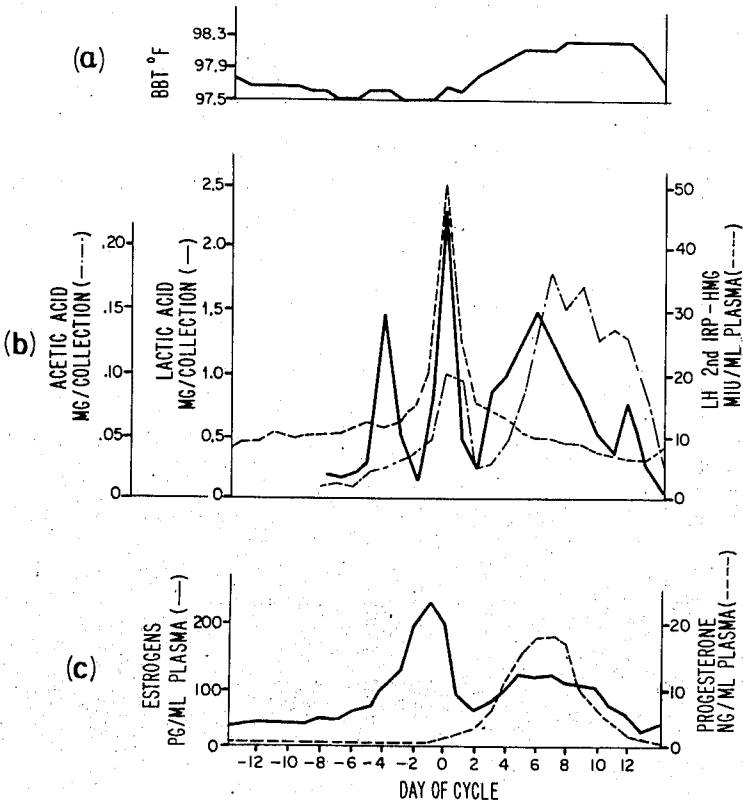 (a)
BBT °F
98.3
97.9
97.5
(b)
ACETIC ACID
MG/COLLECTION (—·—)
.20
.15
.10
.05
0
LACTIC ACID
MG/COLLECTION (—)
2.5
2.0
1.5
1.0
0.5
0
50
40
30
20
10
0
LH 2nd IRP-HMG
MIU/ML PLASMA (----)
(c)
ESTROGENS
PG/ML PLASMA (—)
200
100
0
20
10
0
PROGESTERONE
NG/ML PLASMA (----)
-12 -10 -8 -6 -4 -2 0 2 4 6 8 10 12
DAY OF CYCLE